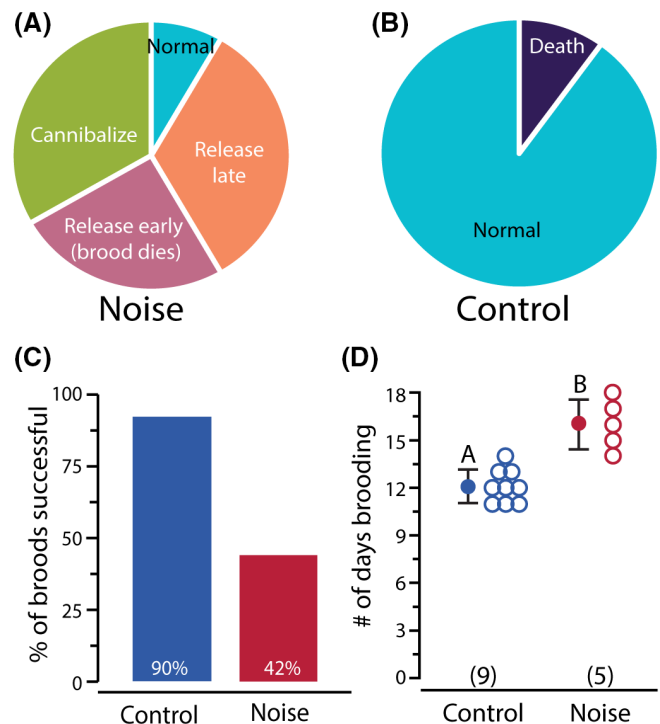 (A)
Normal
Cannibalize
Release
late
Release early
(brood dies)
Noise
(B)
Death
Normal
Control
(C)
% of broods successful
100
75
50
25
0
90%
42%
Control
Noise
(D)
# of days brooding
18
15
12
9
6
3
0
A
B
(9)
(5)
Control
Noise